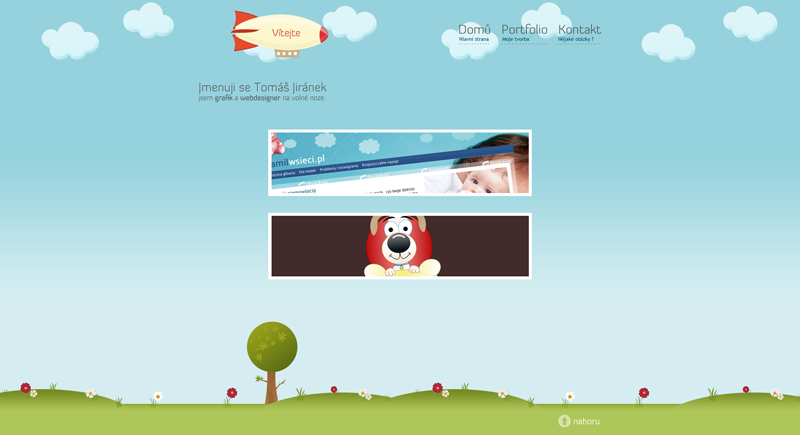 Vítejte
Domů Portfolio Kontakt
Hlavní strana Moje tvorba Nějaké otázky ?
Jmenuji se Tomáš Jiránek
jsem grafik a webdesigner na volné noze.
wsieci.pl
nahoru